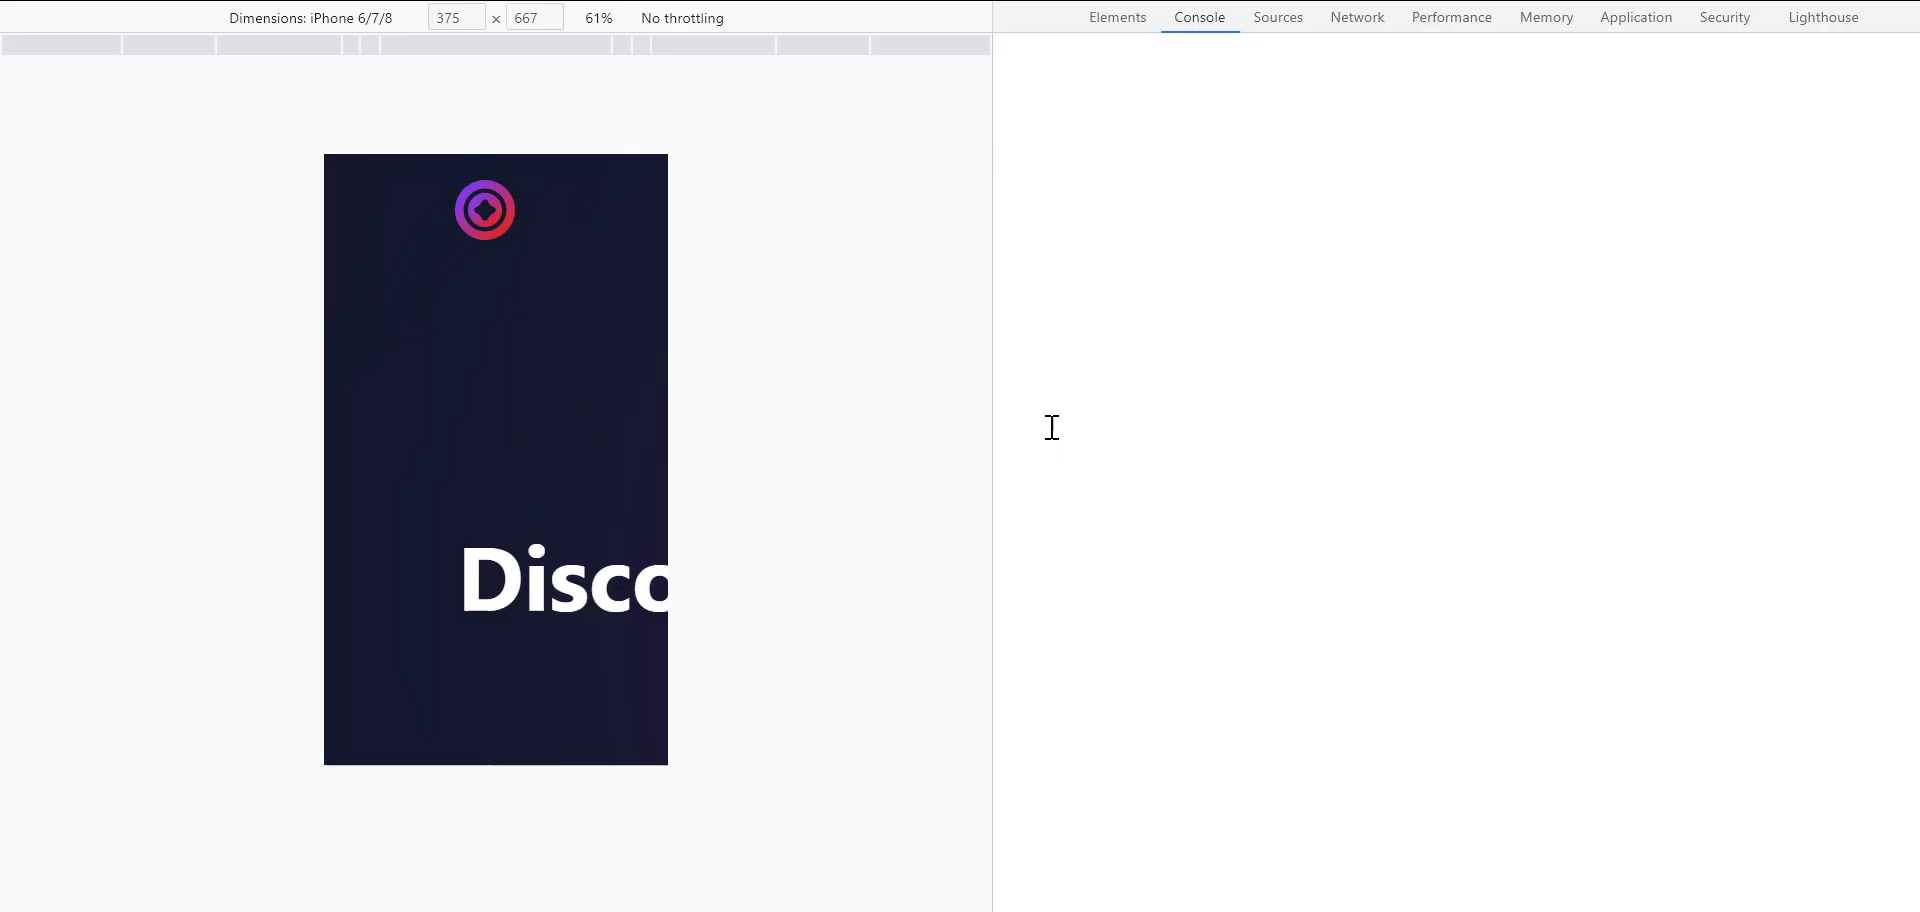 Dimensions: iPhone 6/7/8 375 × 667 61% No throttling
Elements Console Sources Network Performance Memory Application Security Lighthouse
Disco